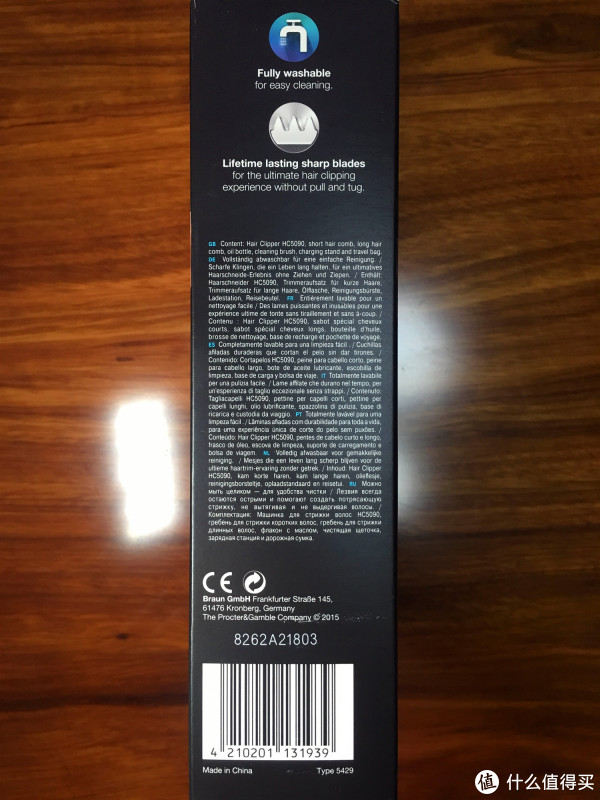 Fully washable
for easy cleaning.
Lifetime lasting sharp blades
for the ultimate hair clipping
experience without pull and tug.
GB Content: Hair Clipper HC5090, short hair comb, long hair
comb, oil bottle, cleaning brush, charging stand and travel bag.
DE Vollständig abwaschbar für eine einfache Reinigung. /
Scharfe Klingen, die ein Leben lang halten, für ein ultimatives
Haarschneide-Erlebnis ohne Ziehen und Ziepen. / Enthält:
Haarschneider HC5090, Trimmeraufsatz für kurze Haare,
Trimmeraufsatz für lange Haare, Ölflasche, Reinigungsbürste,
Ladestation, Reisebeutel. FR Entièrement lavable pour un
nettoyage facile / Des lames puissantes et inusables pour une
expérience ultime de tonte sans tiraillement et sans à-coup. /
Contenu : Hair Clipper HC5090, sabot spécial cheveux
courts, sabot spécial cheveux longs, bouteille d'huile,
brosse de nettoyage, base de recharge et pochette de voyage.
ES Completamente lavable para una limpieza fácil . / Cuchillas
afiladas duraderas que cortan el pelo sin dar tirones. /
Contenido: Cortapelos HC5090, peine para cabello corto, peine
para cabello largo, bote de aceite lubricante, escobilla de
limpieza, base de carga y bolsa de viaje. IT Totalmente lavabile
per una pulizia facile. / Lame affilate che durano nel tempo, per
un'esperienza di taglio eccezionale senza strappi. / Contenuto:
Tagliacapelli HC5090, pettine per capelli corti, pettine per
capelli lunghi, olio lubrificante, spazzolina di pulizia, base di
ricarica e custodia da viaggio. PT Totalmente lavável para uma
limpeza fácil . / Lâminas afiadas com durabilidade para toda a vida,
para uma experiência única de corte do pelo sem puxões. /
Conteúdo: Hair Clipper HC5090, pentes de cabelo curto e longo,
frasco de óleo, escova de limpeza, suporte de carregamento e
bolsa de viagem. NL Volledig afwasbaar voor gemakkelijke
reiniging. / Mesjes die een leven lang scherp blijven voor de
ultieme haartrim-ervaring zonder getrek. / Inhoud: Hair Clipper
HC5090, kam korte haren, kam lange haren, olieflesje,
reinigingsborsteltje, oplaadstandaard en reisetui. RU Можно
мыть целиком — для удобства чистки / Лезвия всегда
остаются острыми и помогают создать потрясающую
стрижку, не вытягивая и не выдергивая волосы. /
Комплектация: Машинка для стрижки волос HC5090,
гребень для стрижки коротких волос, гребень для стрижки
длинных волос, флакон с маслом, чистящая щеточка,
зарядная станция и дорожная сумка.
CE
Braun GmbH Frankfurter Straße 145,
61476 Kronberg, Germany
The Procter&Gamble Company © 2015
8262A21803
4 210201 131939
Made in China Type 5429
值 什么值得买